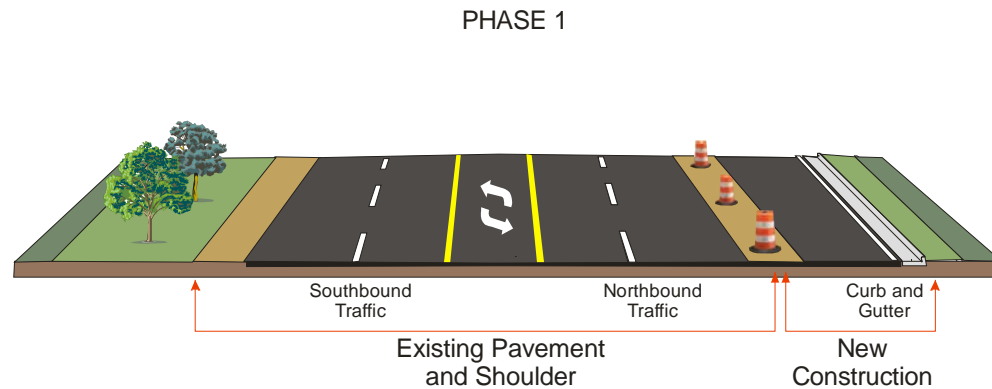 PHASE 1
Southbound
Traffic
Northbound
Traffic
Curb and
Gutter
Existing Pavement
and Shoulder
New
Construction